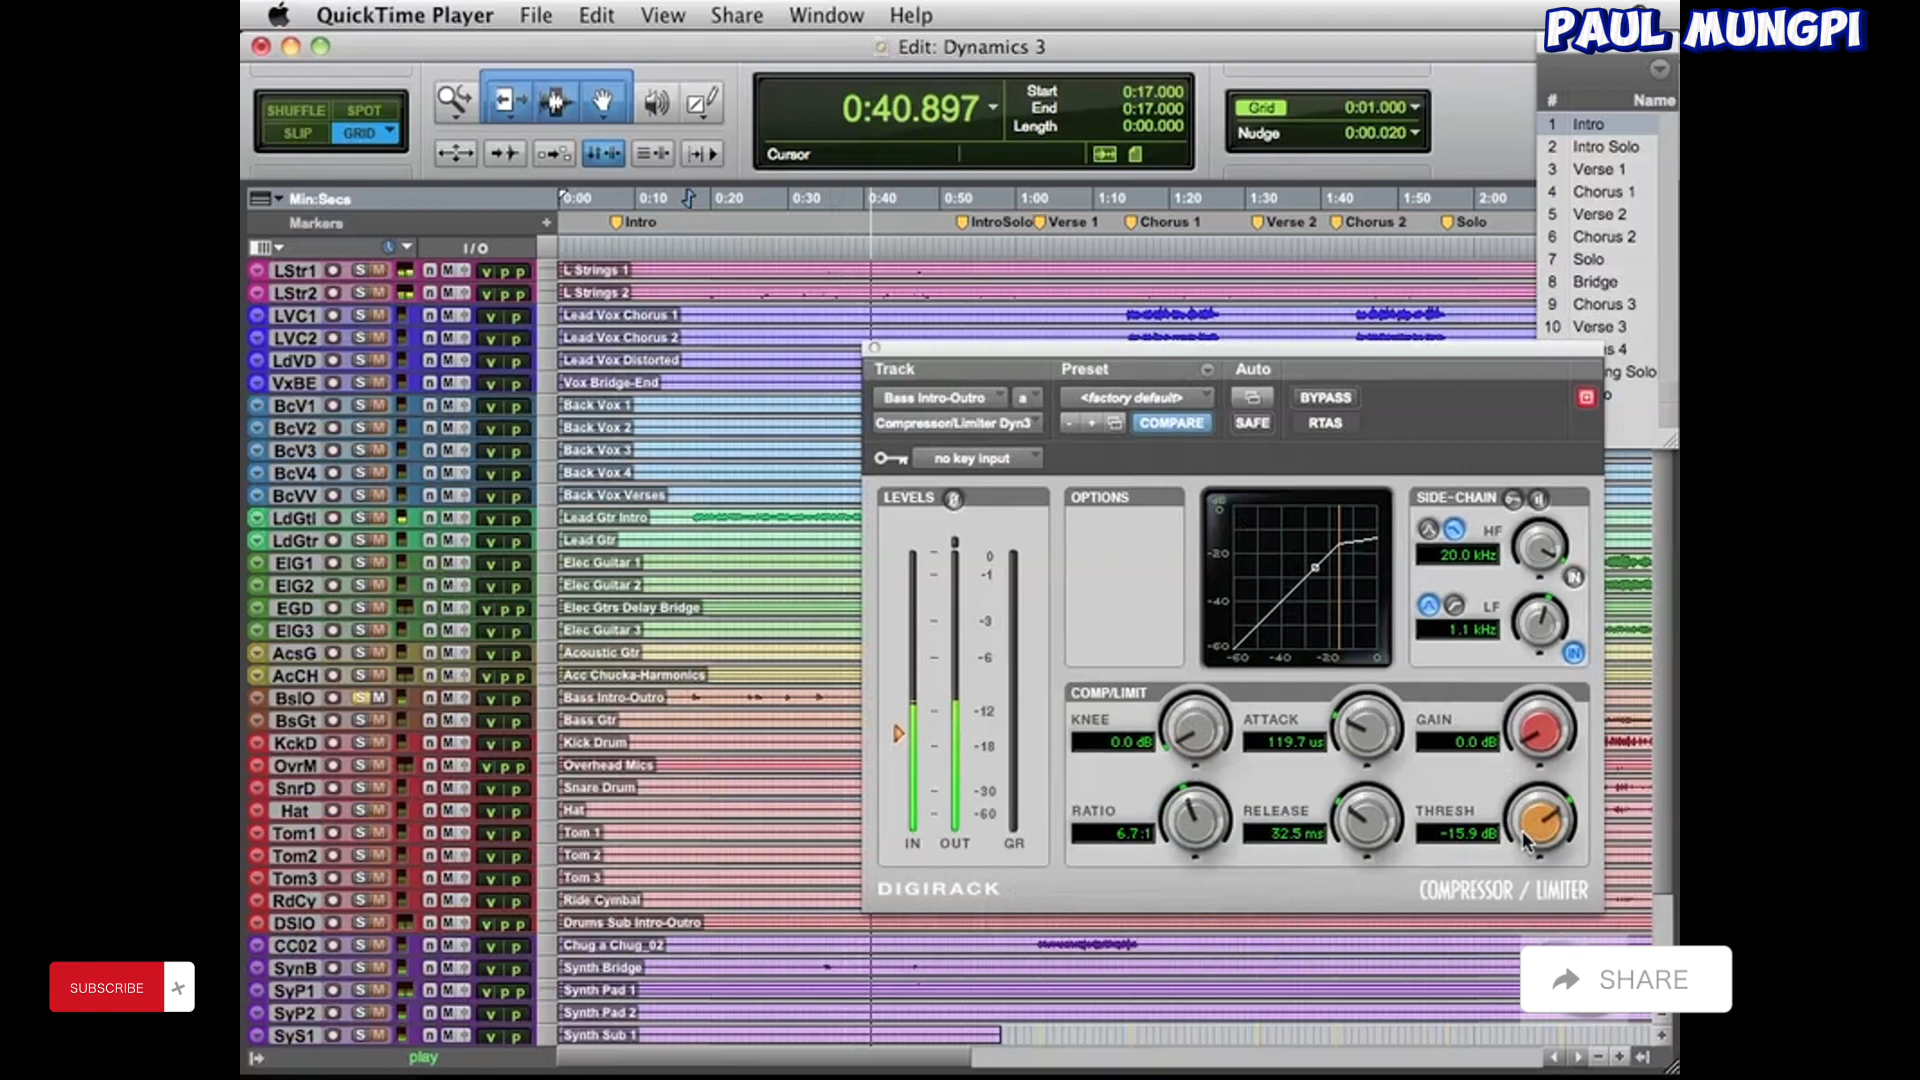 QuickTime Player File Edit View Share Window Help
PAUL MUNGPI
Edit: Dynamics 3
SHUFFLE SPOT
SLIP GRID
0:40.897
Start 0:17.000
End 0:17.000
Length 0:00.000
Cursor
Grid 0:01.000
Nudge 0:00.020
# Name
1 Intro
2 Intro Solo
3 Verse 1
4 Chorus 1
5 Verse 2
6 Chorus 2
7 Solo
8 Bridge
9 Chorus 3
10 Verse 3
s 4
ng Solo
o
Min:Secs 0:00 0:10 0:20 0:30 0:40 0:50 1:00 1:10 1:20 1:30 1:40 1:50 2:00
Markers + Intro IntroSolo Verse 1 Chorus 1 Verse 2 Chorus 2 Solo
I/O
LStr1 S M n M v p p L Strings 1
LStr2 S M n M v p p L Strings 2
LVC1 S M n M v p Lead Vox Chorus 1
LVC2 S M n M v p Lead Vox Chorus 2
LdVD S M n M v p Lead Vox Distorted
VxBE S M n M v p Vox Bridge-End
BcV1 S M n M v p Back Vox 1
BcV2 S M n M v p Back Vox 2
BcV3 S M n M v p Back Vox 3
BcV4 S M n M v p Back Vox 4
BcVV S M n M v p Back Vox Verses
LdGtI S M n M v p Lead Gtr Intro
LdGtr S M n M v p Lead Gtr
ElG1 S M n M v p Elec Guitar 1
ElG2 S M n M v p Elec Guitar 2
EGD S M n M v p p Elec Gtrs Delay Bridge
ElG3 S M n M v p Elec Guitar 3
AcsG S M n M v p Acoustic Gtr
AcCH S M n M v p p Acc Chucka-Harmonics
BsIO S M n M v p Bass Intro-Outro
BsGt S M n M v p Bass Gtr
KckD S M n M v p Kick Drum
OvrM S M n M v p p Overhead Mics
SnrD S M n M v p Snare Drum
Hat S M n M v p Hat
Tom1 S M n M v p Tom 1
Tom2 S M n M v p Tom 2
Tom3 S M n M v p Tom 3
RdCy S M n M v p Ride Cymbal
DSIO S M n M v p p Drums Sub Intro-Outro
CC02 S M n M v p Chug a Chug_02
SynB S M n M v p Synth Bridge
SyP1 S M n M v p p Synth Pad 1
SyP2 S M n M v p Synth Pad 2
SyS1 S M n M v p Synth Sub 1
play
Track Preset Auto
Bass Intro-Outro a <factory default> BYPASS
Compressor/Limiter Dyn3 - + COMPARE SAFE RTAS
no key input
LEVELS
0
-1
-3
-6
-12
-18
-30
-60
IN OUT GR
OPTIONS
dB
0
-20
-40
-60
-60 -40 -20 0
SIDE-CHAIN
HF
20.0 kHz
IN
LF
1.1 kHz
IN
COMP/LIMIT
KNEE ATTACK GAIN
0.0 dB 119.7 us 0.0 dB
RATIO RELEASE THRESH
6.7:1 32.5 ms -15.9 dB
DIGIRACK COMPRESSOR / LIMITER
SUBSCRIBE
SHARE